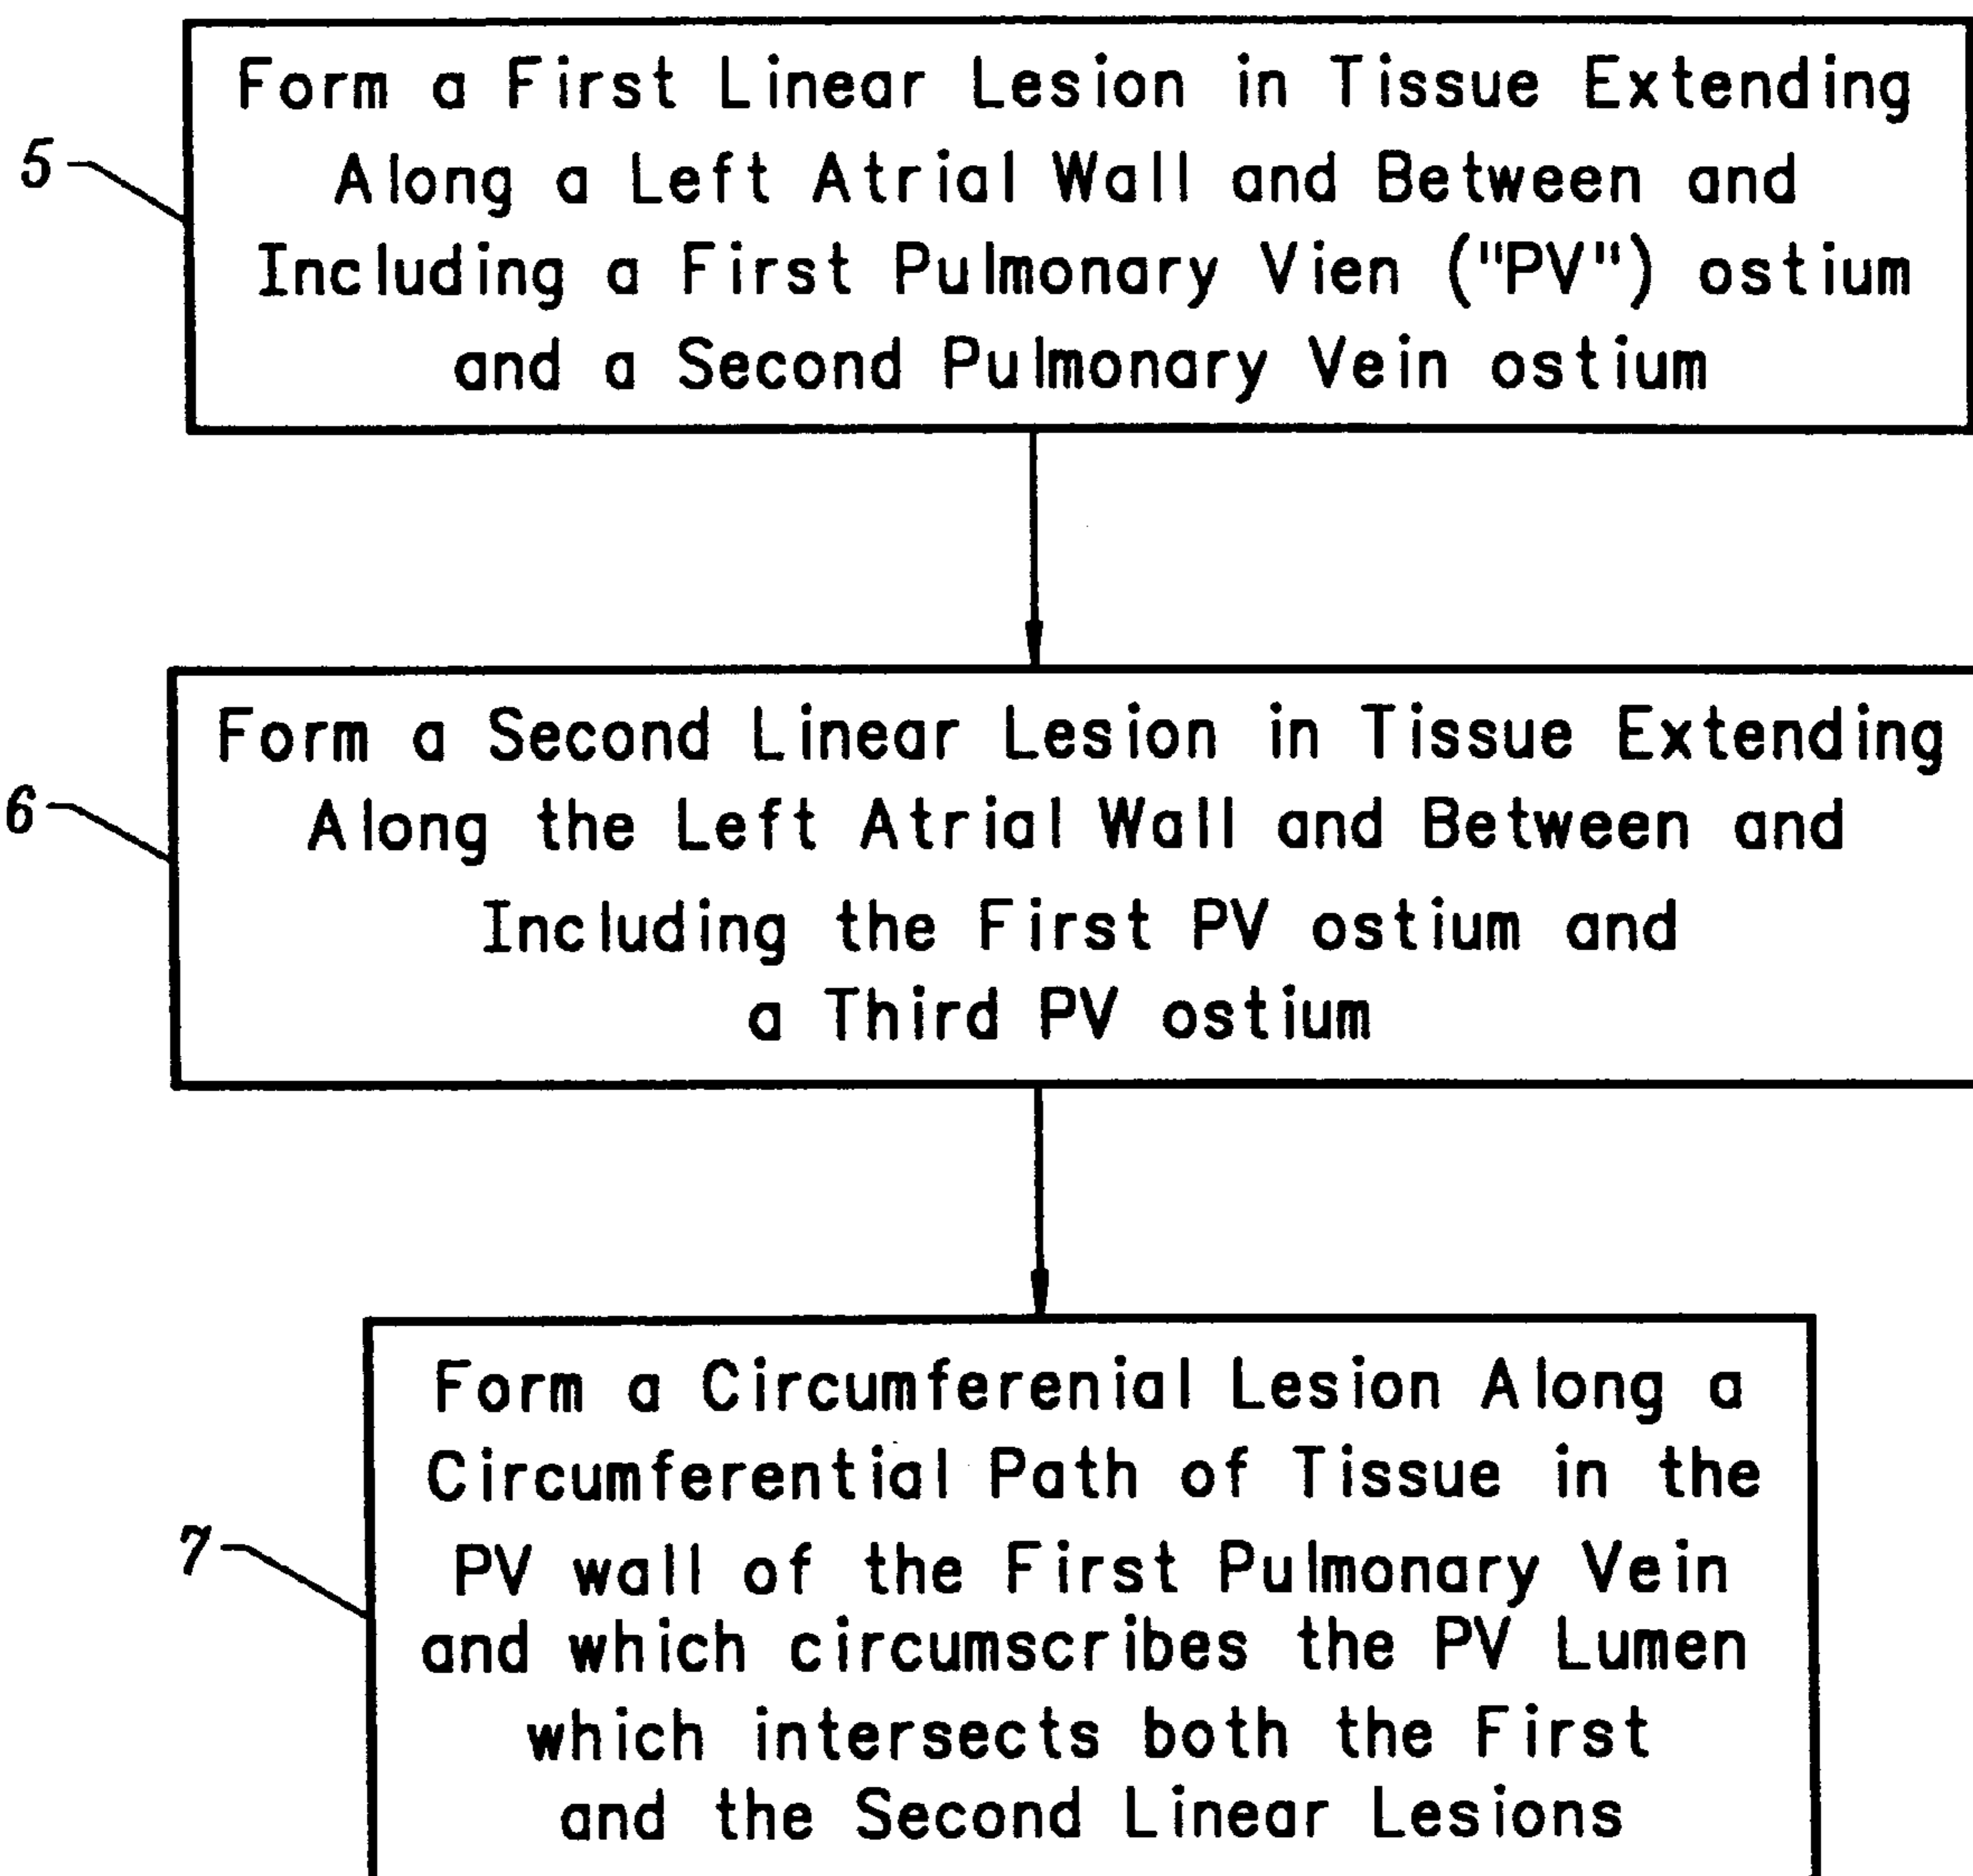 Form a First Linear Lesion in Tissue Extending
5
Along a Left Atrial Wall and Between and
Including a First Pulmonary Vien ("PV") ostium
and a Second Pulmonary Vein ostium
Form a Second Linear Lesion in Tissue Extending
6
Along the Left Atrial Wall and Between and
Including the First PV ostium and
a Third PV ostium
Form a Circumferenial Lesion Along a
Circumferential Path of Tissue in the
7
PV wall of the First Pulmonary Vein
and which circumscribes the PV Lumen
which intersects both the First
and the Second Linear Lesions